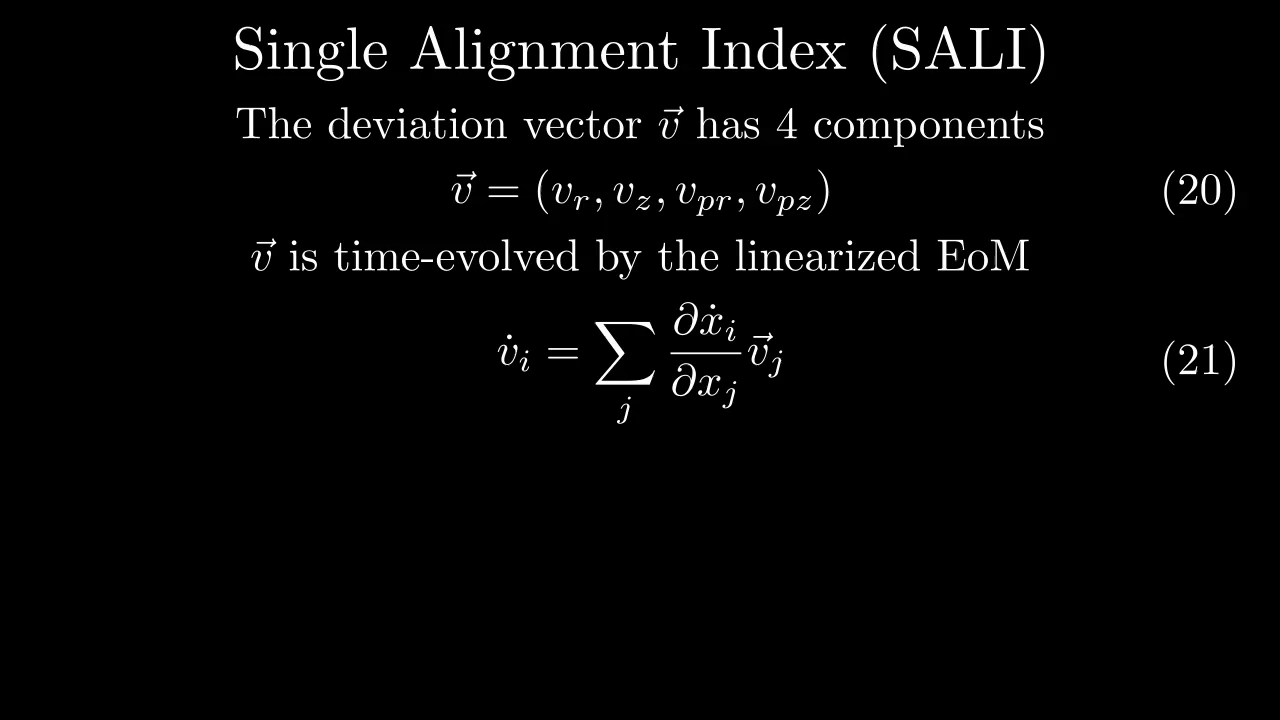 Single Alignment Index (SALI)
The deviation vector $\vec{v}$ has 4 components
$\vec{v} = (v_r, v_z, v_{pr}, v_{pz})$ (20)
$\vec{v}$ is time-evolved by the linearized EoM
$\dot{v}_i = \sum_j \frac{\partial \dot{x}_i}{\partial x_j} \vec{v}_j$ (21)